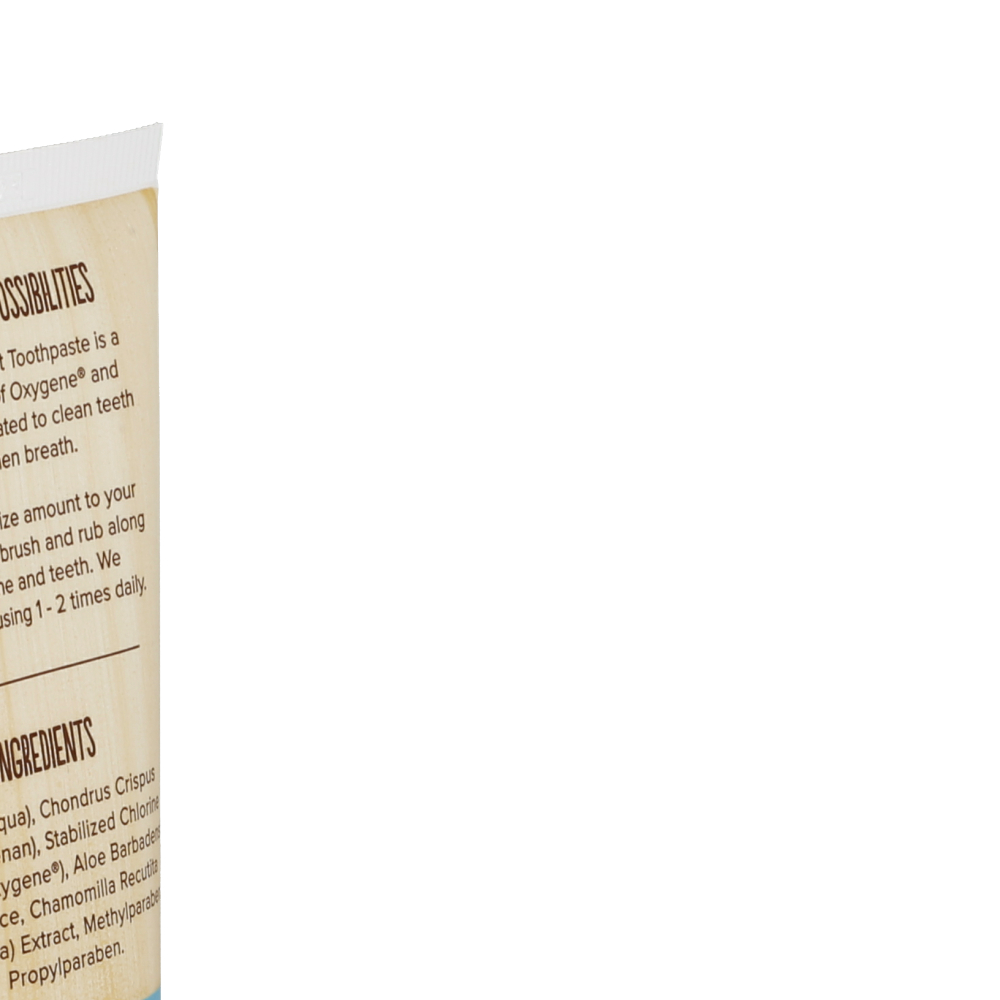 OSSIBILITIES
t Toothpaste is a
of Oxygene® and
ated to clean teeth
en breath.
ize amount to your
brush and rub along
ne and teeth. We
using 1 - 2 times daily.
NGREDIENTS
qua), Chondrus Crispus
nan), Stabilized Chlorine
ygene®), Aloe Barbadens
ce, Chamomilla Recutita
a) Extract, Methylparaben
Propylparaben.